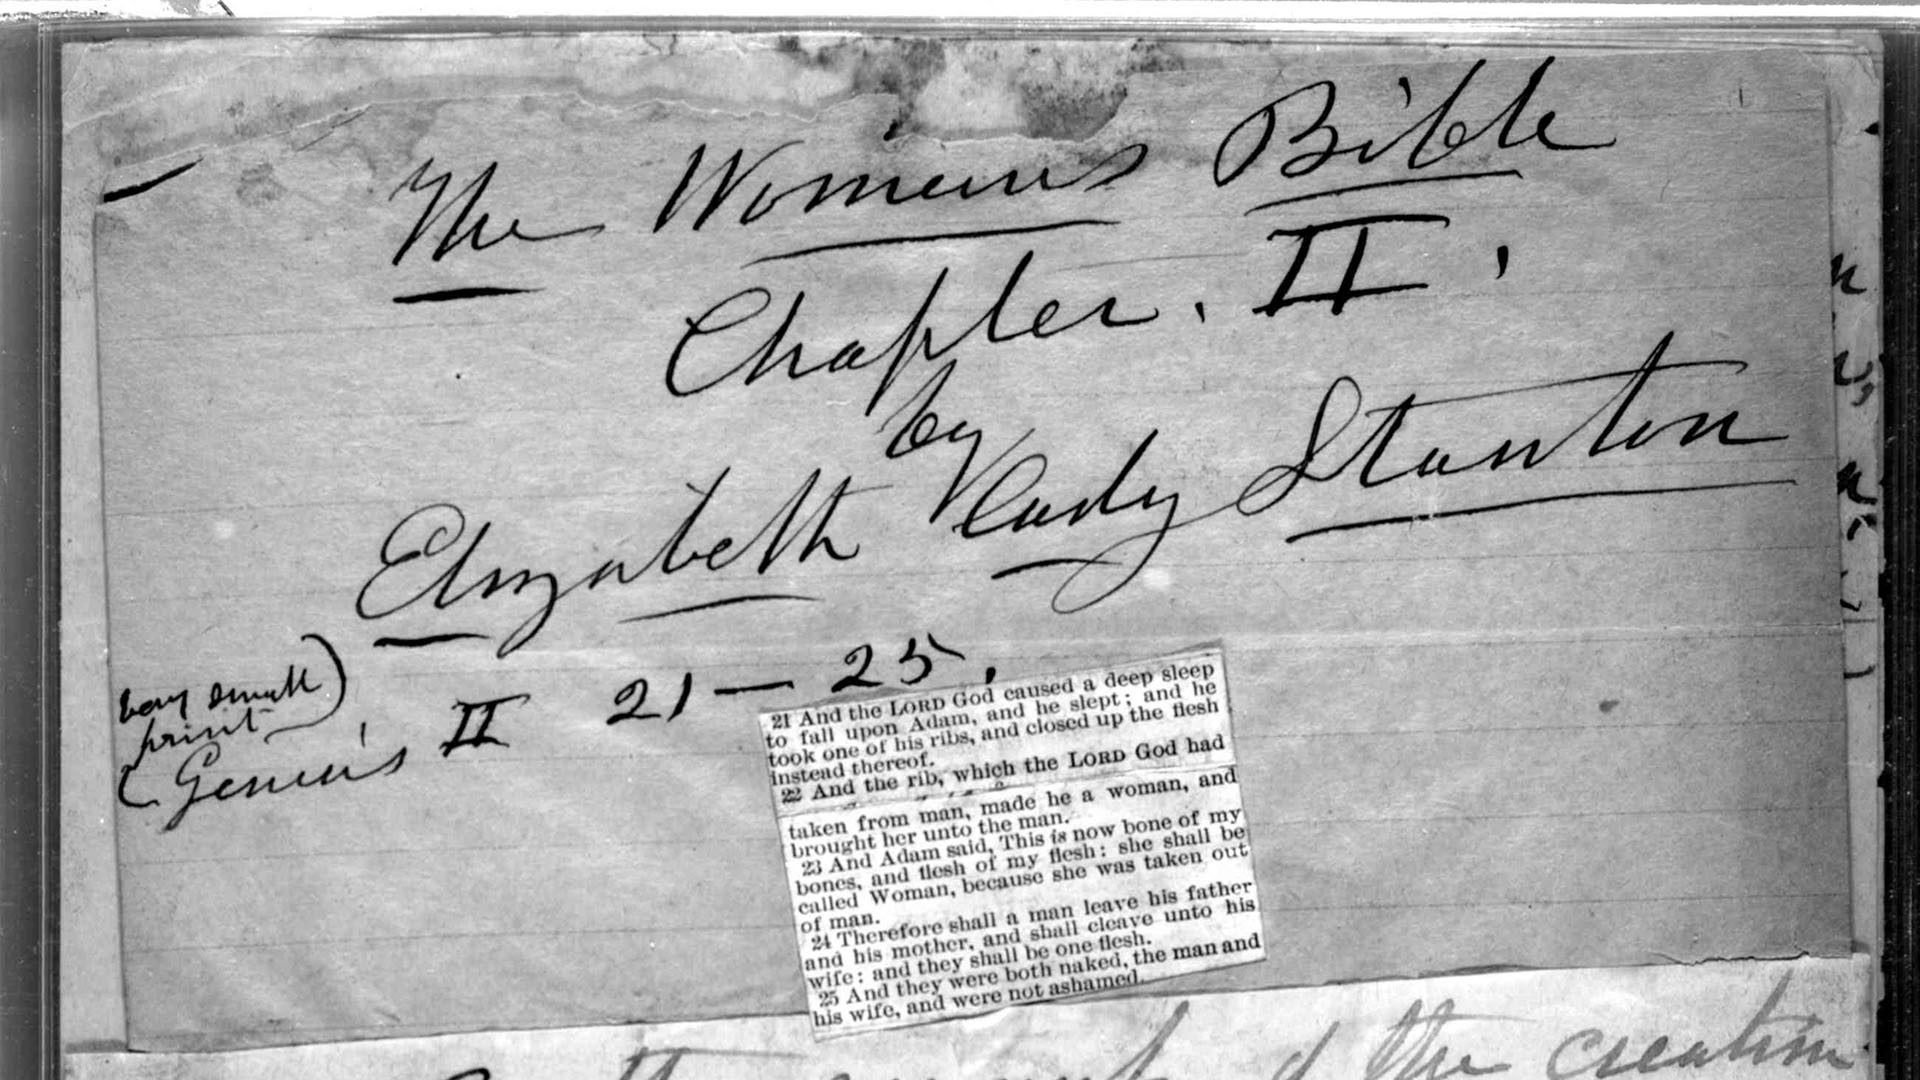 The Woman's Bible
Chapter. II.
by
Elizabeth Cady Stanton
very small
print
(Genesis II 21—25.
21 And the LORD God caused a deep sleep
to fall upon Adam, and he slept; and he
took one of his ribs, and closed up the flesh
instead thereof.
22 And the rib, which the LORD God had
taken from man, made he a woman, and
brought her unto the man.
23 And Adam said, This is now bone of my
bones, and flesh of my flesh: she shall be
called Woman, because she was taken out
of man.
24 Therefore shall a man leave his father
and his mother, and shall cleave unto his
wife: and they shall be one flesh.
25 And they were both naked, the man and
his wife, and were not ashamed.
the creation